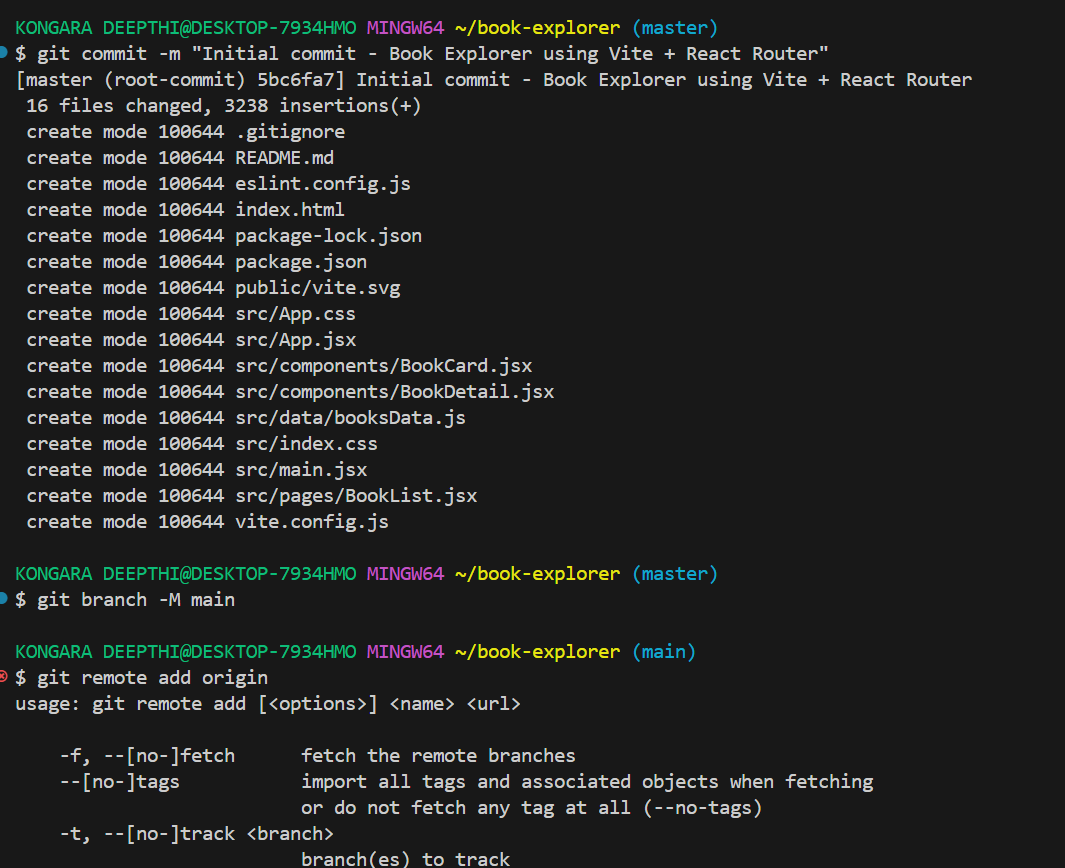 KONGARA DEEPTHI@DESKTOP-7934HMO MINGW64 ~/book-explorer (master)
$ git commit -m "Initial commit - Book Explorer using Vite + React Router"
[master (root-commit) 5bc6fa7] Initial commit - Book Explorer using Vite + React Router
 16 files changed, 3238 insertions(+)
 create mode 100644 .gitignore
 create mode 100644 README.md
 create mode 100644 eslint.config.js
 create mode 100644 index.html
 create mode 100644 package-lock.json
 create mode 100644 package.json
 create mode 100644 public/vite.svg
 create mode 100644 src/App.css
 create mode 100644 src/App.jsx
 create mode 100644 src/components/BookCard.jsx
 create mode 100644 src/components/BookDetail.jsx
 create mode 100644 src/data/booksData.js
 create mode 100644 src/index.css
 create mode 100644 src/main.jsx
 create mode 100644 src/pages/BookList.jsx
 create mode 100644 vite.config.js
KONGARA DEEPTHI@DESKTOP-7934HMO MINGW64 ~/book-explorer (master)
$ git branch -M main
KONGARA DEEPTHI@DESKTOP-7934HMO MINGW64 ~/book-explorer (main)
$ git remote add origin
usage: git remote add [<options>] <name> <url>
    -f, --[no-]fetch      fetch the remote branches
    --[no-]tags           import all tags and associated objects when fetching
                          or do not fetch any tag at all (--no-tags)
    -t, --[no-]track <branch>
                          branch(es) to track